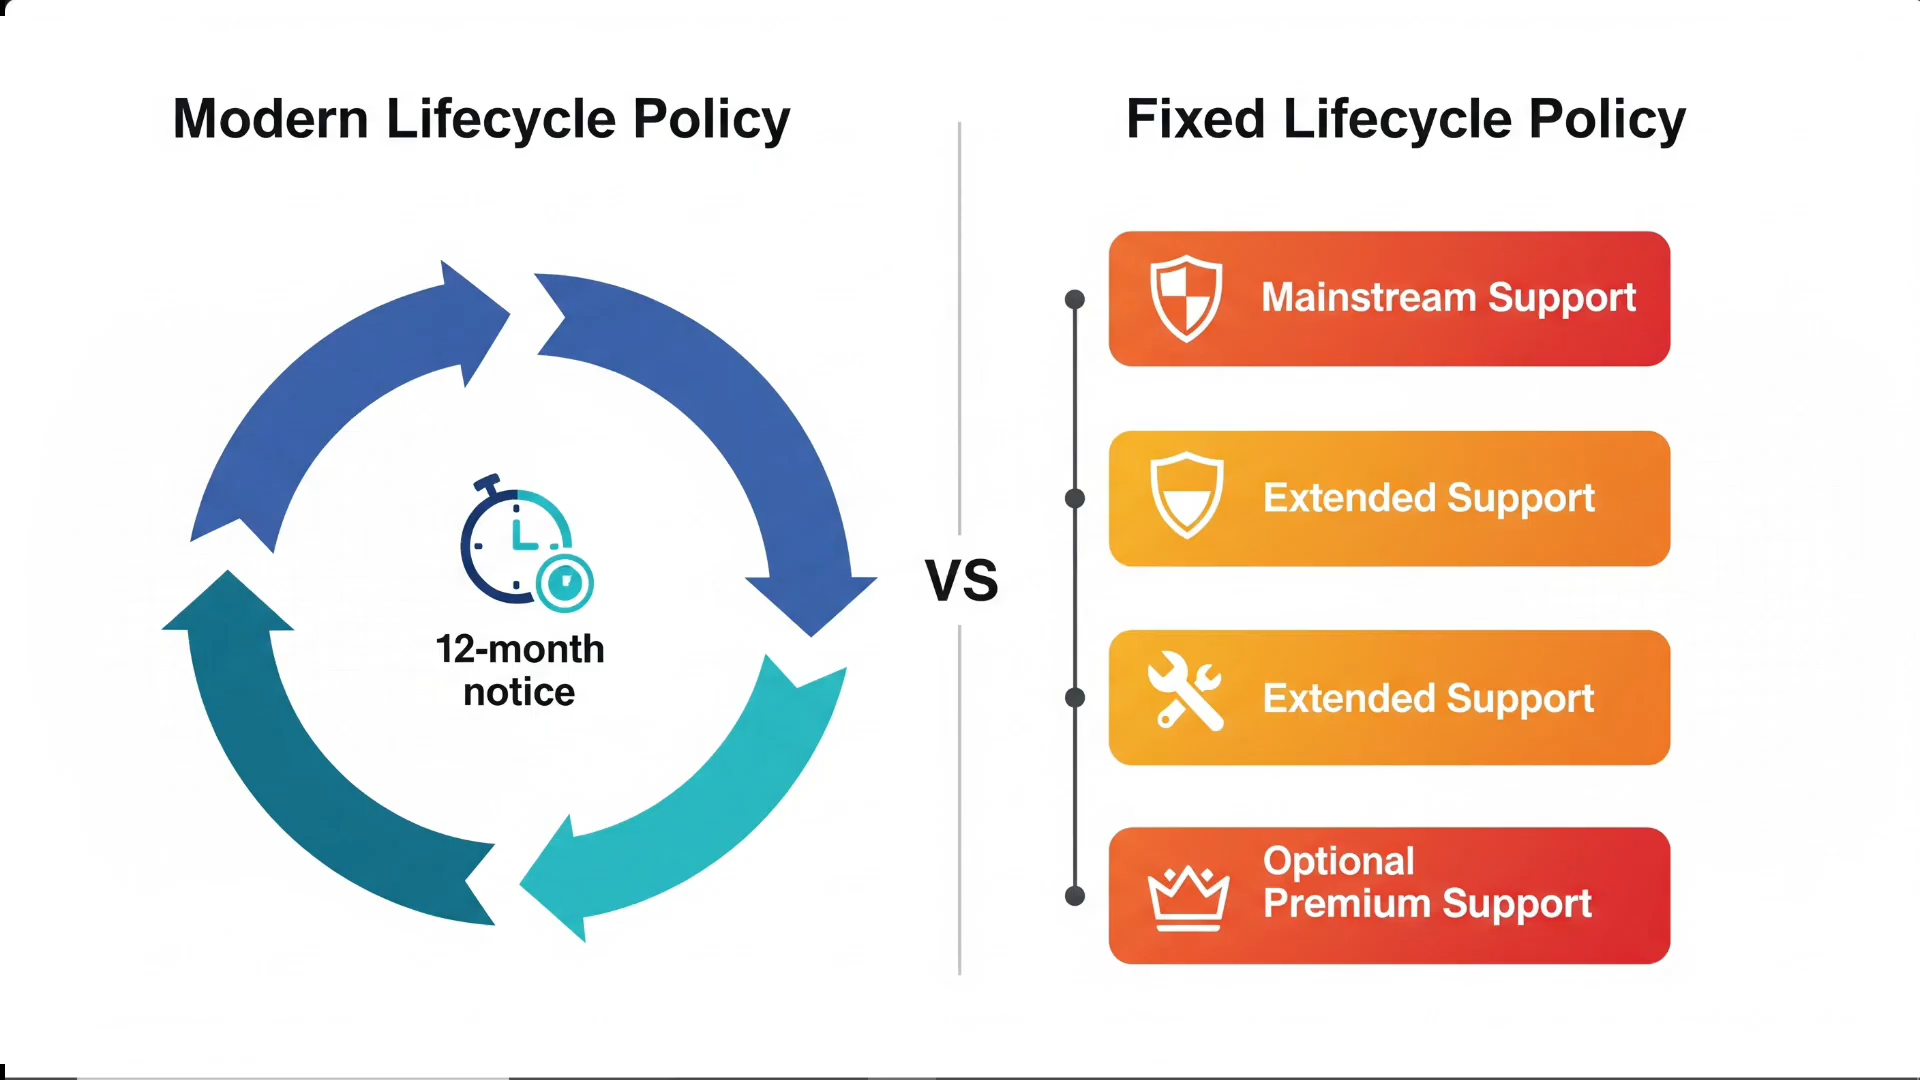 Modern Lifecycle Policy
12-month
notice
VS
Fixed Lifecycle Policy
Mainstream Support
Extended Support
Extended Support
Optional
Premium Support